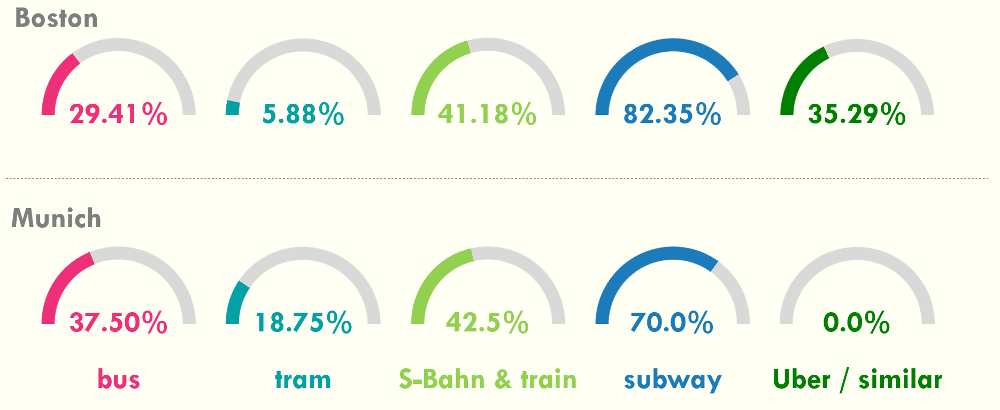 Boston
29.41% 5.88% 41.18% 82.35% 35.29%
Munich
37.50% 18.75% 42.5% 70.0% 0.0%
bus tram S-Bahn & train subway Uber / similar